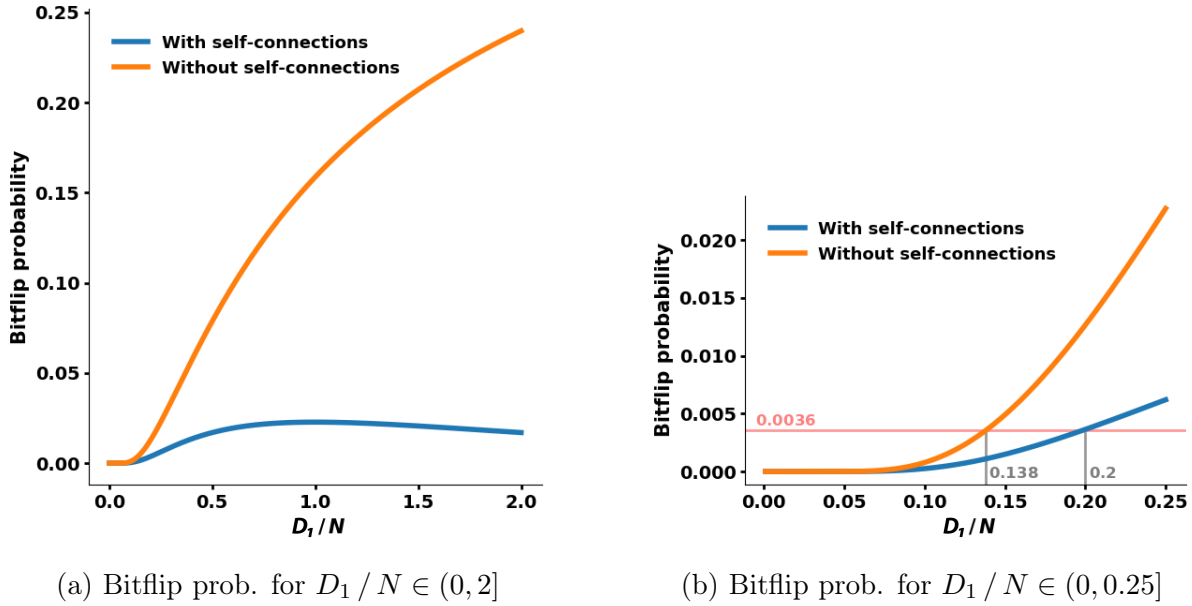 0.25
0.20
0.15
0.10
0.05
0.00
Bitflip probability
With self-connections
Without self-connections
0.0
0.5
1.0
1.5
2.0
D₁ / N
(a) Bitflip prob. for D₁ / N ∈ (0, 2]
0.020
0.015
0.010
0.005
0.000
Bitflip probability
With self-connections
Without self-connections
0.0036
0.138
0.2
0.00
0.05
0.10
0.15
0.20
0.25
D₁ / N
(b) Bitflip prob. for D₁ / N ∈ (0, 0.25]